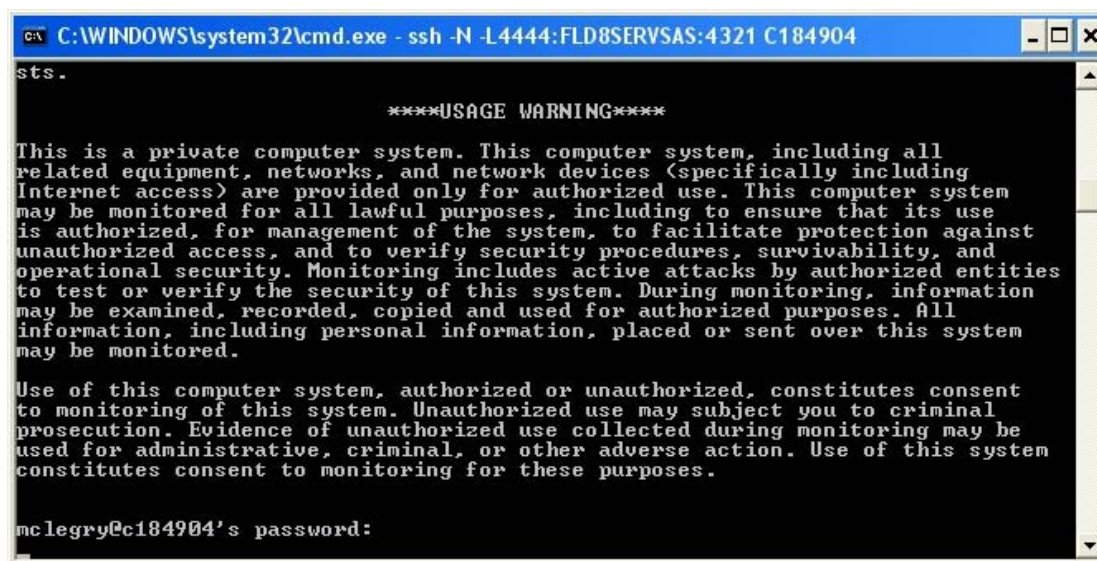 C:\WINDOWS\system32\cmd.exe - ssh -N -L4444:FLD8SERVSAS:4321 C184904
sts.
****USAGE WARNING****
This is a private computer system. This computer system, including all
related equipment, networks, and network devices (specifically including
Internet access) are provided only for authorized use. This computer system
may be monitored for all lawful purposes, including to ensure that its use
is authorized, for management of the system, to facilitate protection against
unauthorized access, and to verify security procedures, survivability, and
operational security. Monitoring includes active attacks by authorized entities
to test or verify the security of this system. During monitoring, information
may be examined, recorded, copied and used for authorized purposes. All
information, including personal information, placed or sent over this system
may be monitored.
Use of this computer system, authorized or unauthorized, constitutes consent
to monitoring of this system. Unauthorized use may subject you to criminal
prosecution. Evidence of unauthorized use collected during monitoring may be
used for administrative, criminal, or other adverse action. Use of this system
constitutes consent to monitoring for these purposes.
mclegry@c184904's password: